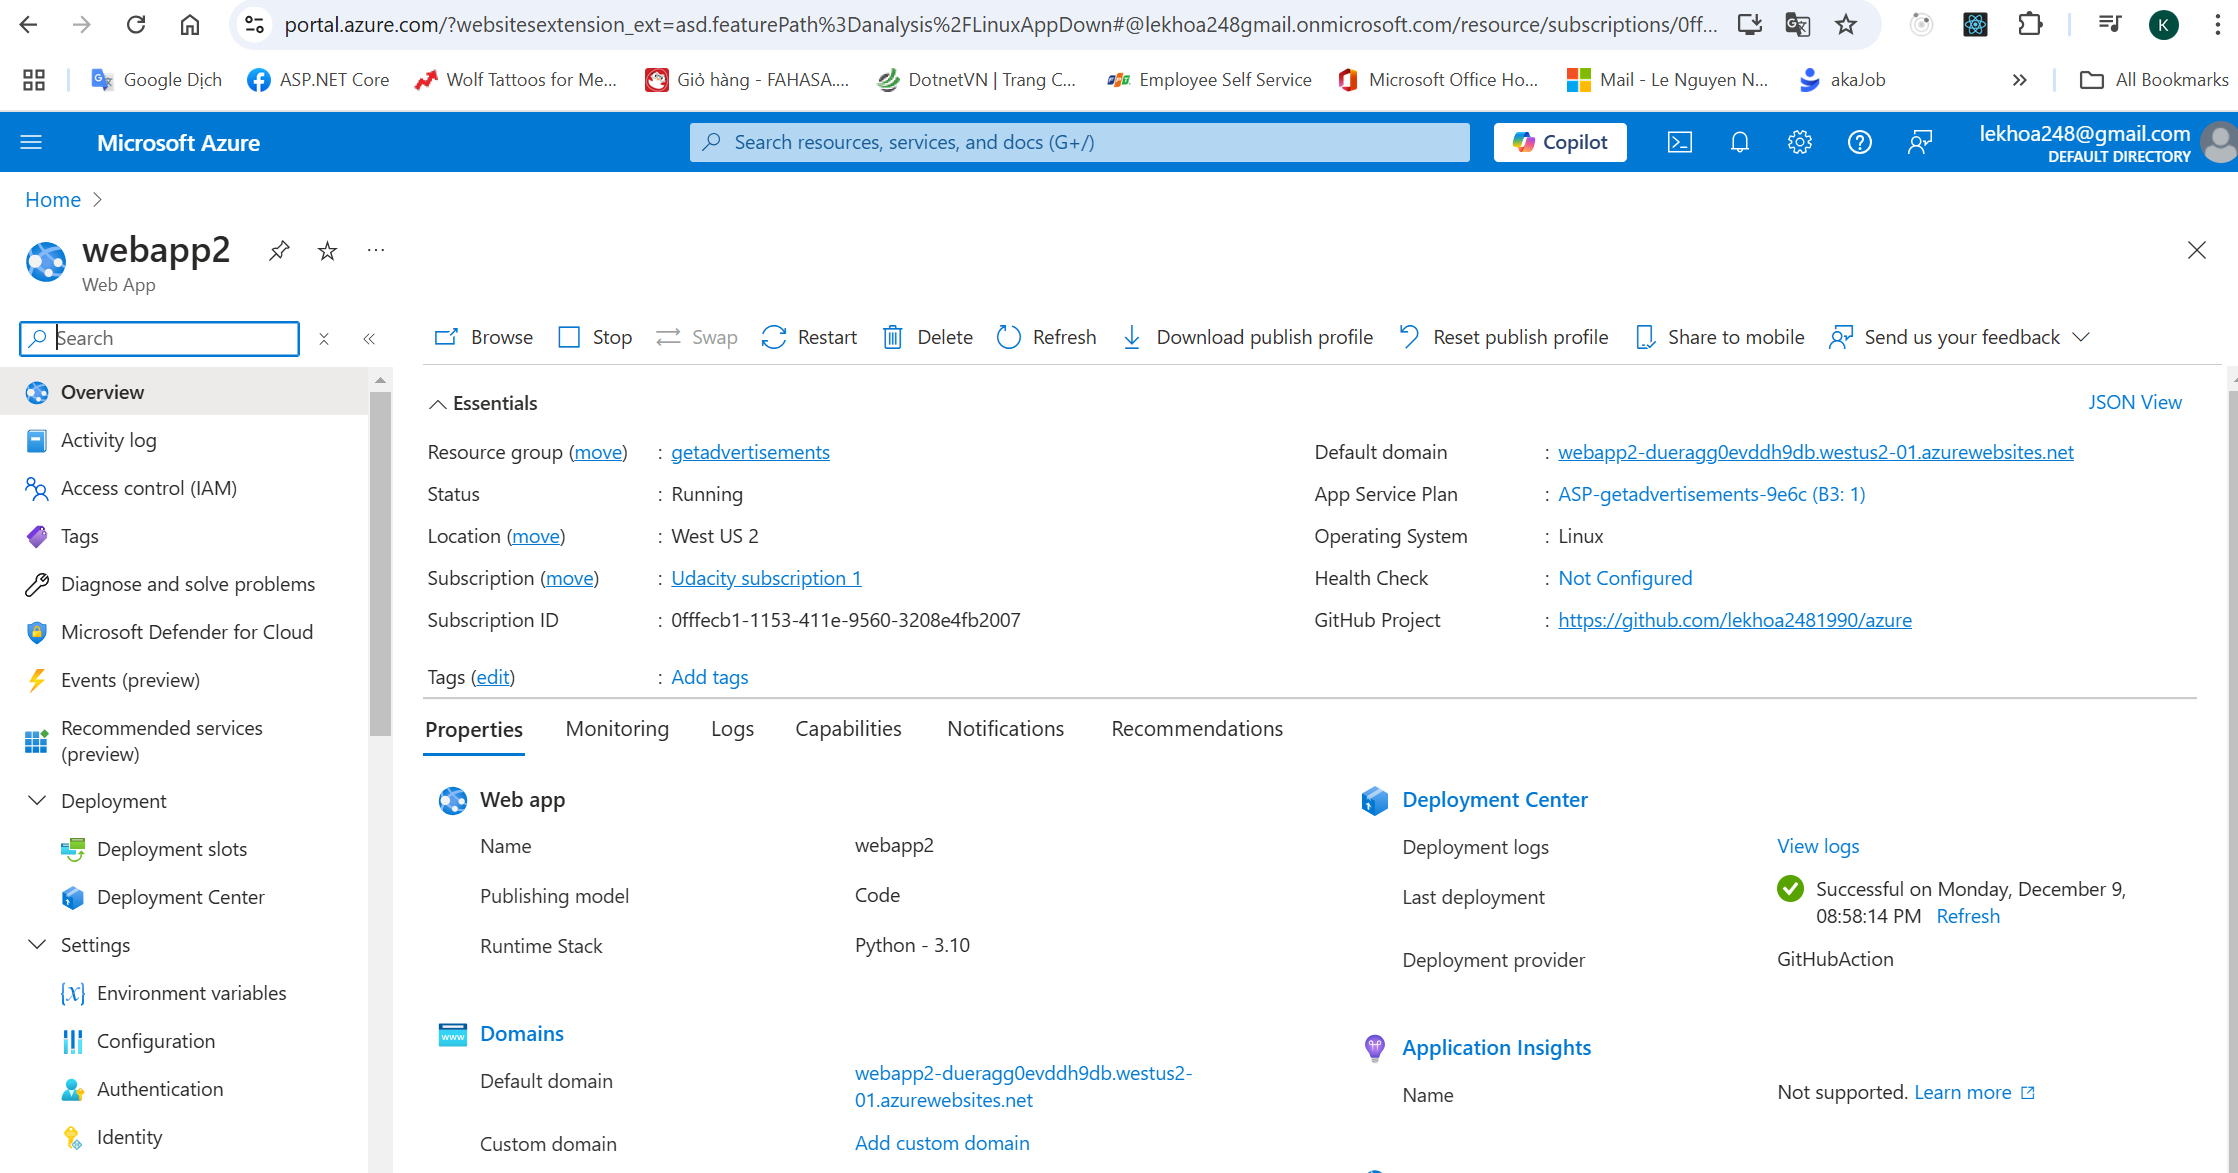 portal.azure.com/?websitesextension_ext=asd.featurePath%3Danalysis%2FLinuxAppDown#@lekhoa248gmail.onmicrosoft.com/resource/subscriptions/0ff...
K
Google Dịch
ASP.NET Core
Wolf Tattoos for Me...
Giỏ hàng - FAHASA....
DotnetVN | Trang C...
Employee Self Service
Microsoft Office Ho...
Mail - Le Nguyen N...
akaJob
All Bookmarks
Microsoft Azure
Search resources, services, and docs (G+/)
Copilot
lekhoa248@gmail.com
DEFAULT DIRECTORY
Home
webapp2
Web App
Search
Browse
Stop
Swap
Restart
Delete
Refresh
Download publish profile
Reset publish profile
Share to mobile
Send us your feedback
Overview
Activity log
Access control (IAM)
Tags
Diagnose and solve problems
Microsoft Defender for Cloud
Events (preview)
Recommended services
(preview)
Deployment
Deployment slots
Deployment Center
Settings
Environment variables
Configuration
Authentication
Identity
Essentials
JSON View
Resource group (move) : getadvertisements
Status : Running
Location (move) : West US 2
Subscription (move) : Udacity subscription 1
Subscription ID : 0fffecb1-1153-411e-9560-3208e4fb2007
Tags (edit) : Add tags
Default domain : webapp2-dueragg0evddh9db.westus2-01.azurewebsites.net
App Service Plan : ASP-getadvertisements-9e6c (B3: 1)
Operating System : Linux
Health Check : Not Configured
GitHub Project : https://github.com/lekhoa2481990/azure
Properties
Monitoring
Logs
Capabilities
Notifications
Recommendations
Web app
Name webapp2
Publishing model Code
Runtime Stack Python - 3.10
www
Domains
Default domain webapp2-dueragg0evddh9db.westus2-
01.azurewebsites.net
Custom domain Add custom domain
Deployment Center
Deployment logs View logs
Last deployment Successful on Monday, December 9,
08:58:14 PM Refresh
Deployment provider GitHubAction
Application Insights
Name Not supported. Learn more